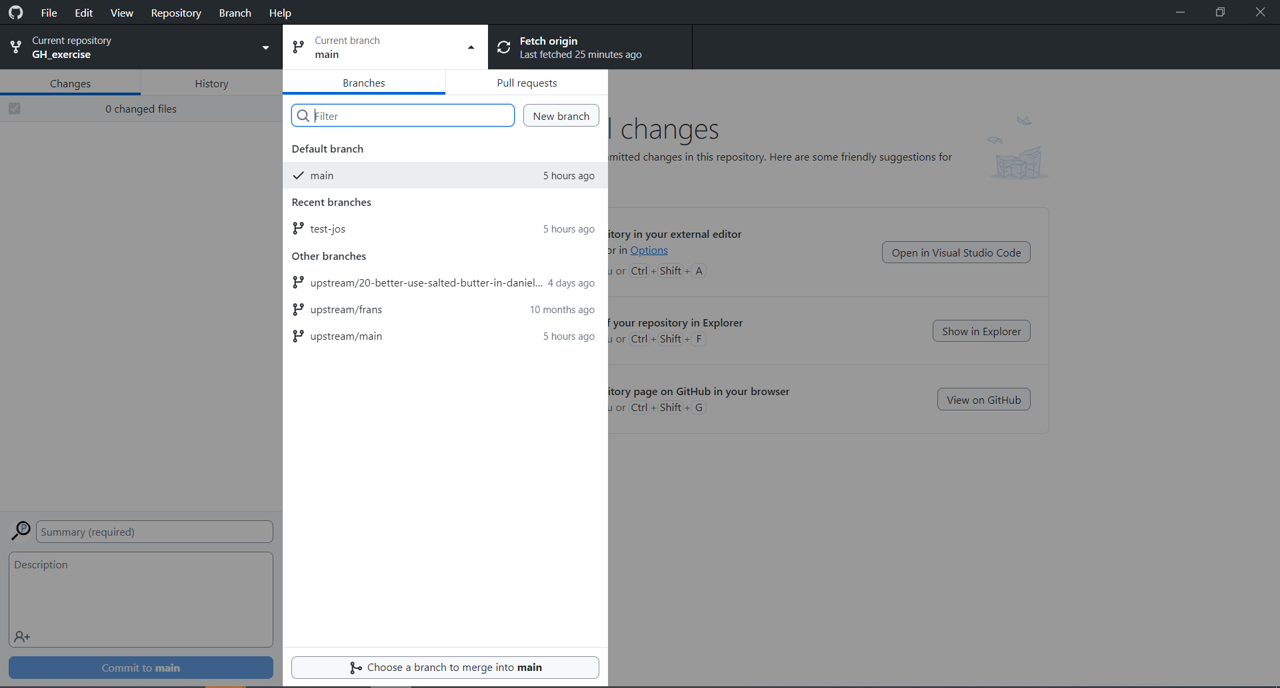 File Edit View Repository Branch Help
Current repository
GH_exercise
Current branch
main
Fetch origin
Last fetched 25 minutes ago
Changes History
0 changed files
Summary (required)
Description
Commit to main
Branches Pull requests
Filter New branch
Default branch
main 5 hours ago
Recent branches
test-jos 5 hours ago
Other branches
upstream/20-better-use-salted-butter-in-daniel... 4 days ago
upstream/frans 10 months ago
upstream/main 5 hours ago
Choose a branch to merge into main
changes
in this repository. Here are some friendly suggestions for
in your external editor
in Options
or Ctrl + Shift + A
Open in Visual Studio Code
your repository in Explorer
or Ctrl + Shift + F
Show in Explorer
page on GitHub in your browser
or Ctrl + Shift + G
View on GitHub